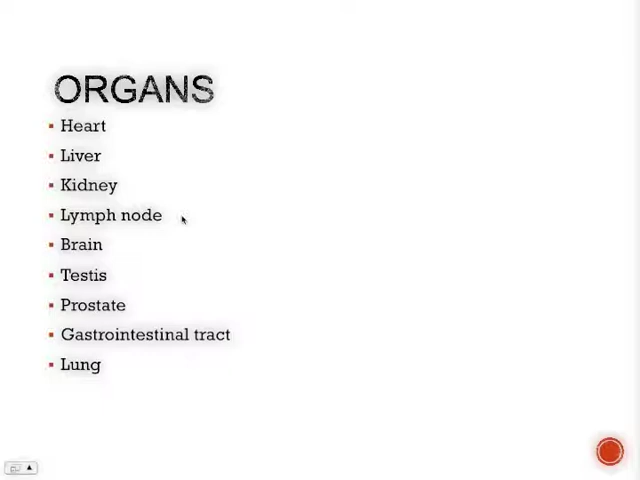 ORGANS
Heart
Liver
Kidney
Lymph node
Brain
Testis
Prostate
Gastrointestinal tract
Lung